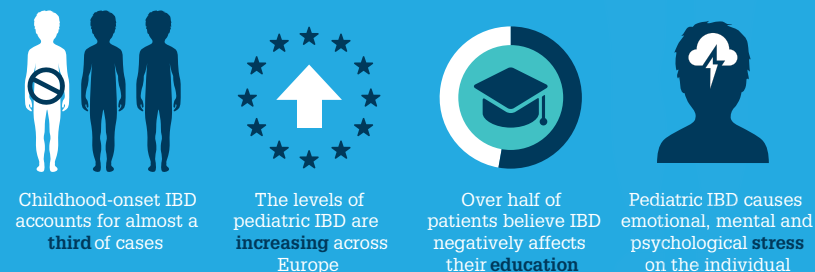 Childhood-onset IBD
accounts for almost a
third of cases
The levels of
pediatric IBD are
increasing across
Europe
Over half of
patients believe IBD
negatively affects
their education
Pediatric IBD causes
emotional, mental and
psychological stress
on the individual